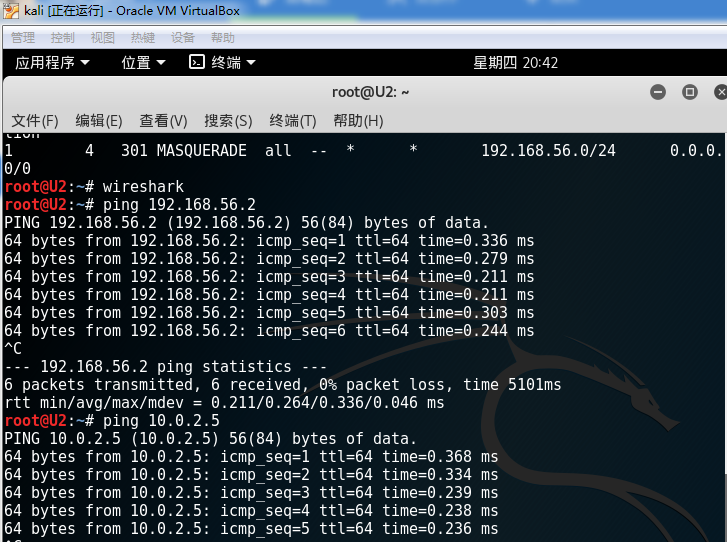 kali [正在运行] - Oracle VM VirtualBox
管理 控制 视图 热键 设备 帮助
应用程序 位置 终端 星期四 20:42
root@U2: ~
文件(F) 编辑(E) 查看(V) 搜索(S) 终端(T) 帮助(H)
tion
1 4 301 MASQUERADE all -- * * 192.168.56.0/24 0.0.0.
0/0
root@U2:~# wireshark
root@U2:~# ping 192.168.56.2
PING 192.168.56.2 (192.168.56.2) 56(84) bytes of data.
64 bytes from 192.168.56.2: icmp_seq=1 ttl=64 time=0.336 ms
64 bytes from 192.168.56.2: icmp_seq=2 ttl=64 time=0.279 ms
64 bytes from 192.168.56.2: icmp_seq=3 ttl=64 time=0.211 ms
64 bytes from 192.168.56.2: icmp_seq=4 ttl=64 time=0.211 ms
64 bytes from 192.168.56.2: icmp_seq=5 ttl=64 time=0.303 ms
64 bytes from 192.168.56.2: icmp_seq=6 ttl=64 time=0.244 ms
^C
--- 192.168.56.2 ping statistics ---
6 packets transmitted, 6 received, 0% packet loss, time 5101ms
rtt min/avg/max/mdev = 0.211/0.264/0.336/0.046 ms
root@U2:~# ping 10.0.2.5
PING 10.0.2.5 (10.0.2.5) 56(84) bytes of data.
64 bytes from 10.0.2.5: icmp_seq=1 ttl=64 time=0.368 ms
64 bytes from 10.0.2.5: icmp_seq=2 ttl=64 time=0.334 ms
64 bytes from 10.0.2.5: icmp_seq=3 ttl=64 time=0.239 ms
64 bytes from 10.0.2.5: icmp_seq=4 ttl=64 time=0.238 ms
64 bytes from 10.0.2.5: icmp_seq=5 ttl=64 time=0.236 ms
^C